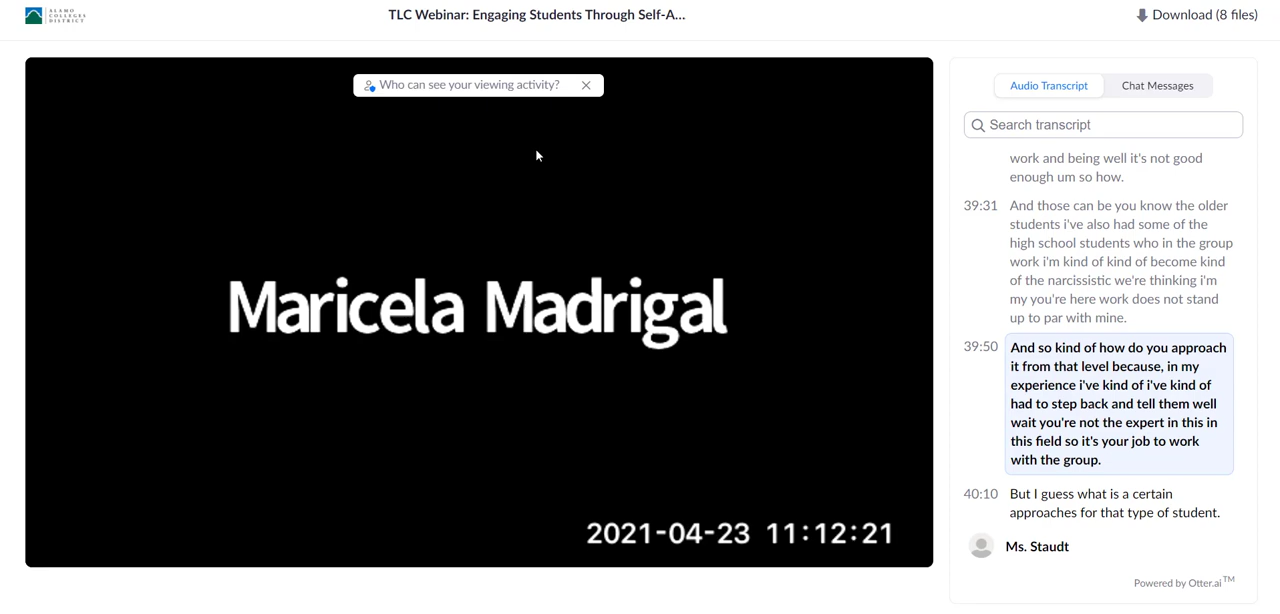 ALAMO
COLLEGES
DISTRICT
TLC Webinar: Engaging Students Through Self-A...
Download (8 files)
Who can see your viewing activity?
Maricela Madrigal
2021-04-23 11:12:21
Audio Transcript
Chat Messages
Search transcript
work and being well it's not good
enough um so how.
39:31
And those can be you know the older
students i've also had some of the
high school students who in the group
work i'm kind of kind of become kind
of the narcissistic we're thinking i'm
my you're here work does not stand
up to par with mine.
39:50
And so kind of how do you approach
it from that level because, in my
experience i've kind of i've kind of
had to step back and tell them well
wait you're not the expert in this in
this field so it's your job to work
with the group.
40:10
But I guess what is a certain
approaches for that type of student.
Ms. Staudt
Powered by Otter.ai TM